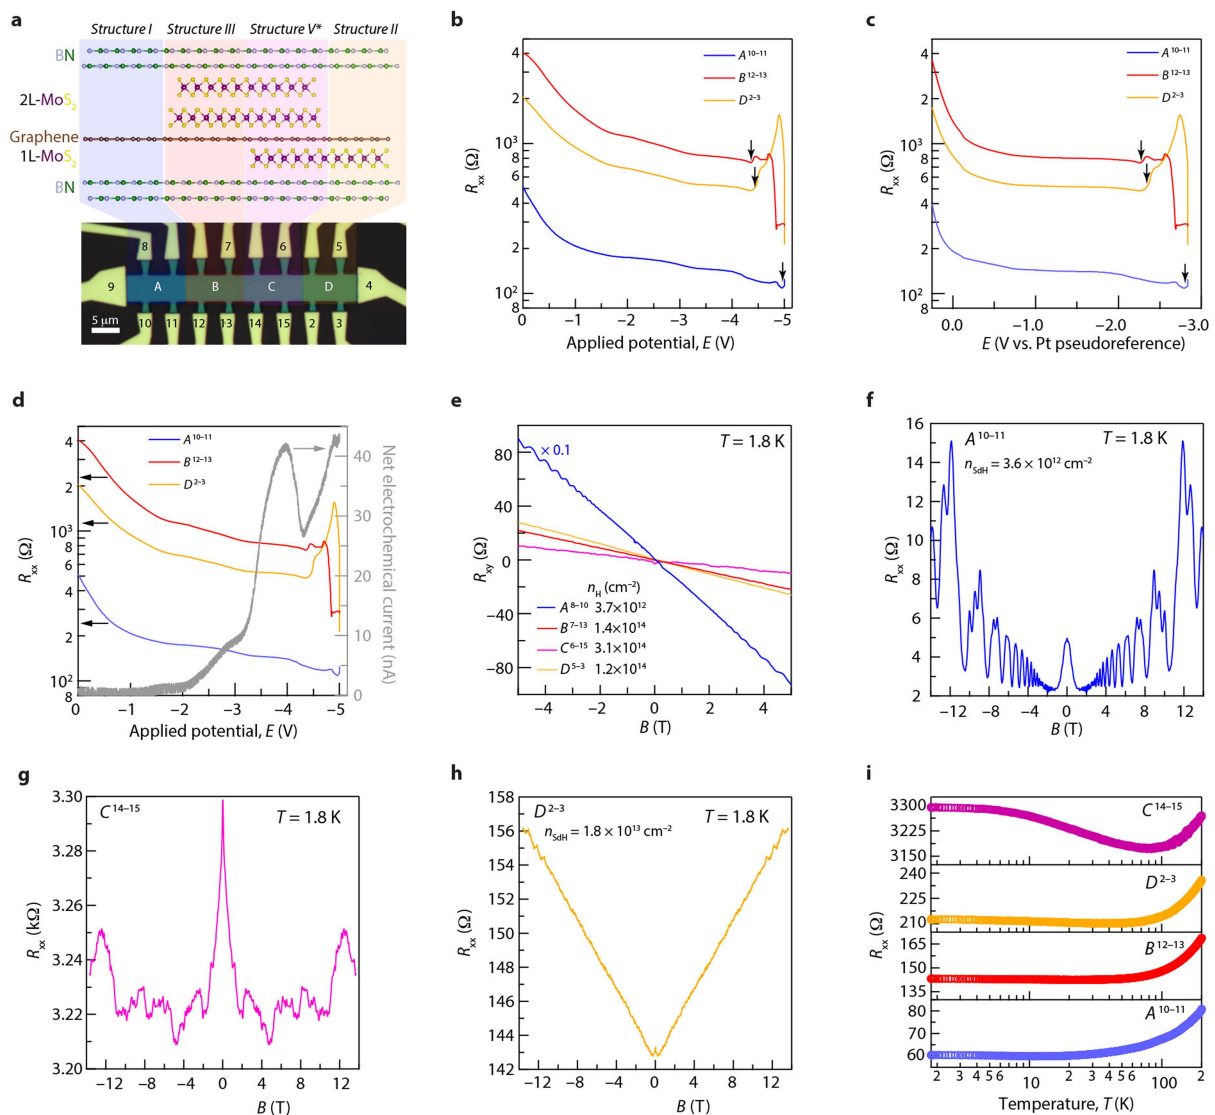 a
Structure I Structure III Structure V* Structure II
BN
2L-MoS2
Graphene
1L-MoS2
BN
8 7 6 5
9 A B C D 4
10 11 12 13 14 15 2 3
5 μm
b
A10–11
B12–13
D2–3
Rxx (Ω)
4
2
10³
8
6
4
2
10²
8
0 −1 −2 −3 −4 −5
Applied potential, E (V)
c
A10–11
B12–13
D2–3
Rxx (Ω)
4
2
10³
8
6
4
2
10²
8
0.0 −1.0 −2.0 −3.0
E (V vs. Pt pseudoreference)
d
A10–11
B12–13
D2–3
Rxx (Ω)
4
2
10³
8
6
4
2
10²
8
40
30
20
10
0
Net electrochemical
current (nA)
0 −1 −2 −3 −4 −5
Applied potential, E (V)
e
× 0.1
T = 1.8 K
Rxy (Ω)
80
40
0
−40
−80
nH (cm−2)
A8–10 3.7×10¹²
B7–13 1.4×10¹⁴
C6–15 3.1×10¹⁴
D5–3 1.2×10¹⁴
−4 −2 0 2 4
B (T)
f
A10–11
T = 1.8 K
nSdH = 3.6 × 10¹² cm−2
Rxx (Ω)
16
14
12
10
8
6
4
2
−12 −8 −4 0 4 8 12
B (T)
g
C14–15
T = 1.8 K
Rxx (kΩ)
3.30
3.28
3.26
3.24
3.22
3.20
−12 −8 −4 0 4 8 12
B (T)
h
D2–3
T = 1.8 K
nSdH = 1.8 × 10¹³ cm−2
Rxx (Ω)
158
156
154
152
150
148
146
144
142
−12 −8 −4 0 4 8 12
B (T)
i
C14–15
3300
3225
3150
D2–3
240
225
210
B12–13
165
150
135
A10–11
80
70
60
Rxx (Ω)
2 3 4 5 6 10 2 3 4 5 6 100 2
Temperature, T (K)